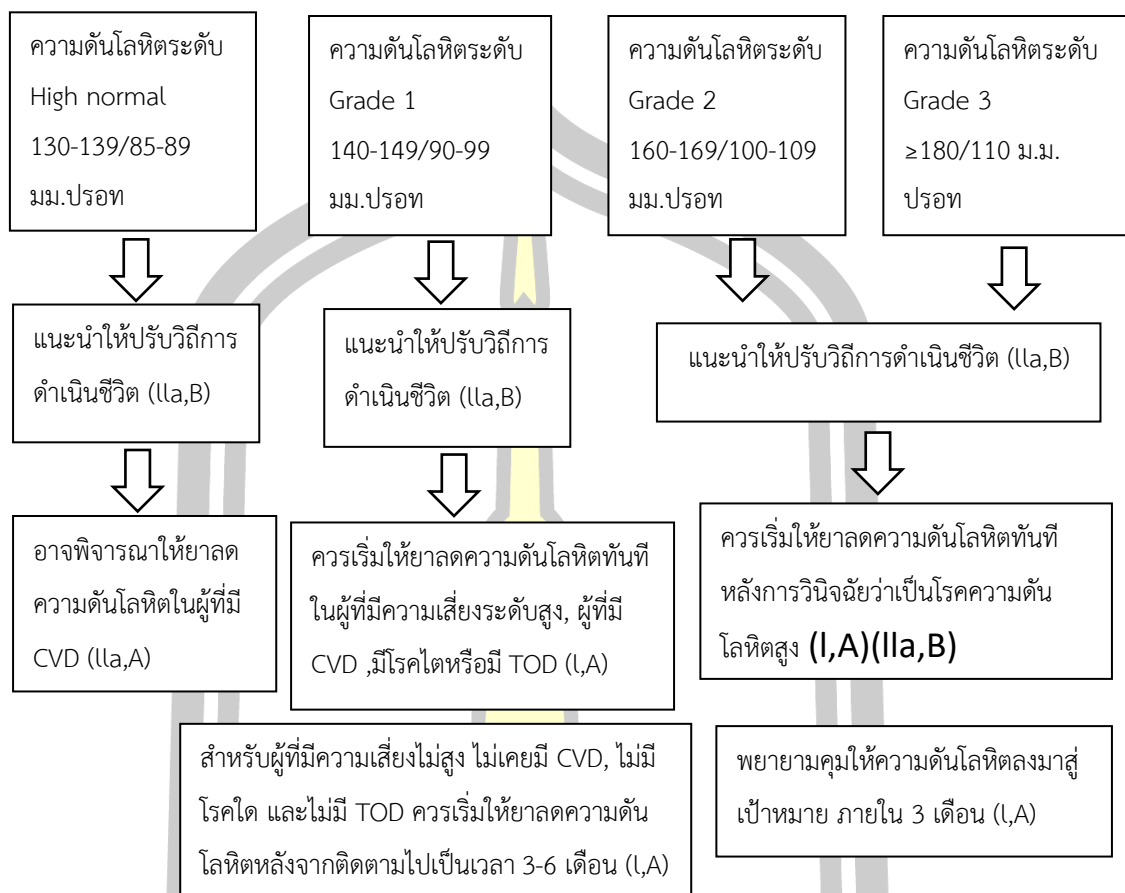 ความดันโลหิตระดับ
High normal
130-139/85-89
มม.ปรอท
ความดันโลหิตระดับ
Grade 1
140-149/90-99
มม.ปรอท
ความดันโลหิตระดับ
Grade 2
160-169/100-109
มม.ปรอท
ความดันโลหิตระดับ
Grade 3
≥180/110 ม.ม.
ปรอท
แนะนำให้ปรับวิถีการ
ดำเนินชีวิต (lla,B)
แนะนำให้ปรับวิถีการ
ดำเนินชีวิต (lla,B)
แนะนำให้ปรับวิถีการดำเนินชีวิต (lla,B)
อาจพิจารณาให้ยาลด
ความดันโลหิตในผู้ที่มี
CVD (lla,A)
ควรเริ่มให้ยาลดความดันโลหิตทันที
ในผู้ที่มีความเสี่ยงระดับสูง, ผู้ที่มี
CVD ,มีโรคไตหรือมี TOD (l,A)
ควรเริ่มให้ยาลดความดันโลหิตทันที
หลังการวินิจฉัยว่าเป็นโรคความดัน
โลหิตสูง (l,A)(lla,B)
สำหรับผู้ที่มีความเสี่ยงไม่สูง ไม่เคยมี CVD, ไม่มี
โรคใด และไม่มี TOD ควรเริ่มให้ยาลดความดัน
โลหิตหลังจากติดตามไปเป็นเวลา 3-6 เดือน (l,A)
พยายามคุมให้ความดันโลหิตลงมาสู่
เป้าหมาย ภายใน 3 เดือน (l,A)